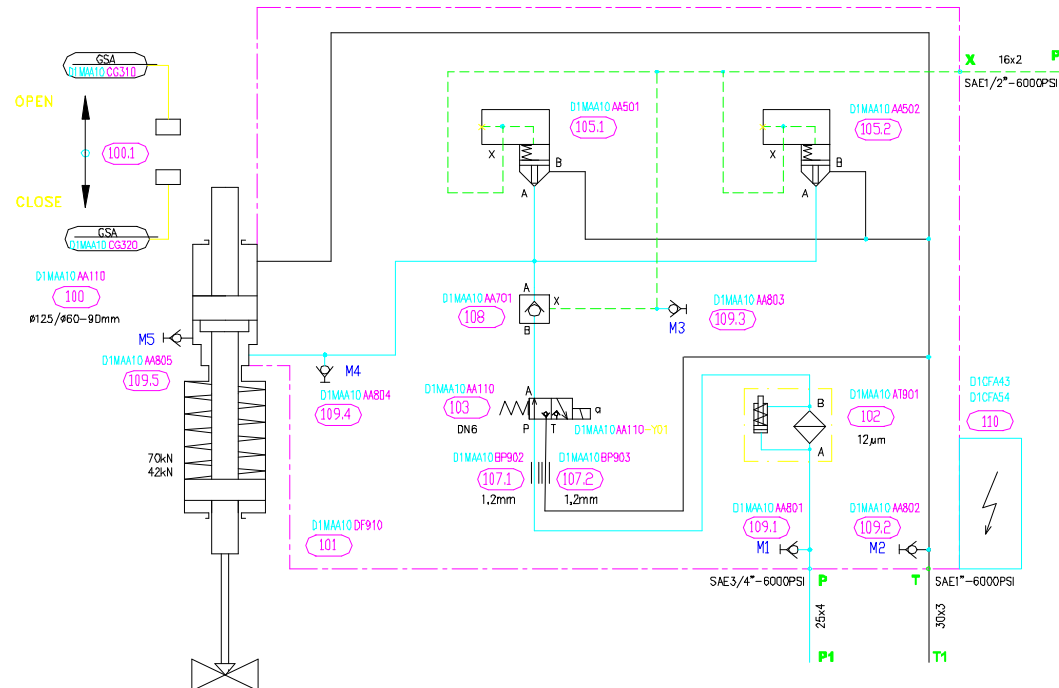 GSA
D1MAA10 CG310
OPEN
100.1
CLOSE
GSA
D1MAA10 CG320
D1MAA10 AA110
100
Ø125/Ø60-90mm
M5
D1MAA10 AA805
109.5
70kN
42kN
D1MAA10 DF910
101
M4
D1MAA10 AA804
109.4
D1MAA10 AA501
105.1
X
B
A
D1MAA10 AA502
105.2
X
B
A
X
16x2
P
SAE1/2"-6000PSI
D1MAA10 AA701
108
A
X
B
D1MAA10 AA803
109.3
M3
D1MAA10 AA110
103
DN6
A
a
P
T
D1MAA10 AA110-Y01
D1MAA10 BP902
107.1
1,2mm
D1MAA10 BP903
107.2
1,2mm
B
A
D1MAA10 AT901
102
12µm
D1CFA43
D1CFA54
110
D1MAA10 AA801
109.1
M1
D1MAA10 AA802
109.2
M2
SAE3/4"-6000PSI
P
T
SAE1"-6000PSI
25x4
30x3
P1
T1